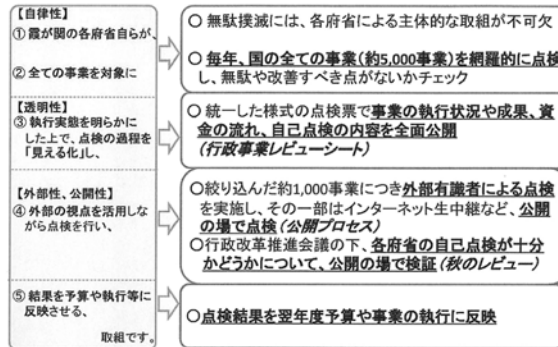 【自律性】
① 霞が関の各府省自らが、
② 全ての事業を対象に
○ 無駄撲滅には、各府省による主体的な取組が不可欠
○ 毎年、国の全ての事業（約5,000事業）を網羅的に点検
し、無駄や改善すべき点がないかチェック
【透明性】
③ 執行実態を明らかに
した上で、点検の過程を
「見える化」し、
○ 統一した様式の点検票で事業の執行状況や成果、資
金の流れ、自己点検の内容を全面公開
(行政事業レビューシート)
【外部性、公開性】
④ 外部の視点を活用しな
がら点検を行い、
○絞り込んだ約1,000事業につき外部有識者による点検
を実施し、その一部はインターネット生中継など、公開
の場で点検(公開プロセス)
○行政改革推進会議の下、各府省の自己点検が十分
かどうかについて、公開の場で検証(秋のレビュー)
⑤ 結果を予算や執行等に
反映させる、
取組です。
○点検結果を翌年度予算や事業の執行に反映